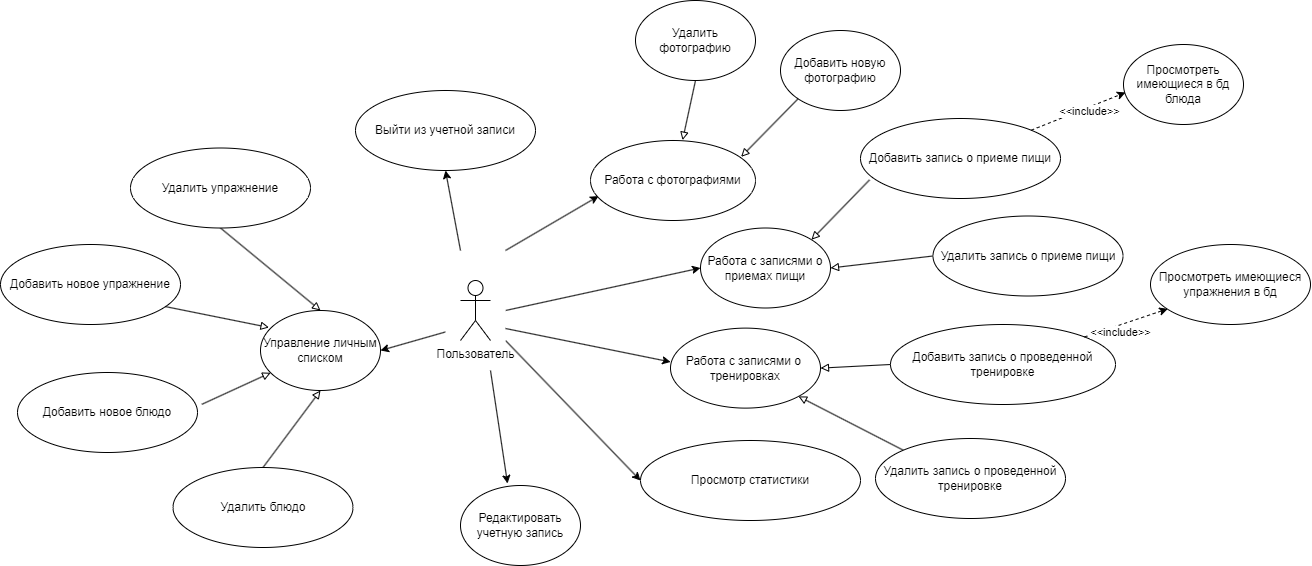 Удалить
фотографию
Добавить новую
фотографию
Просмотреть
имеющиеся в бд
блюда
<<include>>
Выйти из учетной записи
Добавить запись о приеме пищи
Работа с фотографиями
Удалить упражнение
Удалить запись о приеме пищи
Работа с записями о
приемах пищи
Просмотреть имеющиеся
упражнения в бд
Добавить новое упражнение
<<include>>
Управление личным
списком
Пользователь
Работа с записями о
тренировках
Добавить запись о проведенной
тренировке
Добавить новое блюдо
Просмотр статистики
Удалить запись о проведенной
тренировке
Удалить блюдо
Редактировать
учетную запись